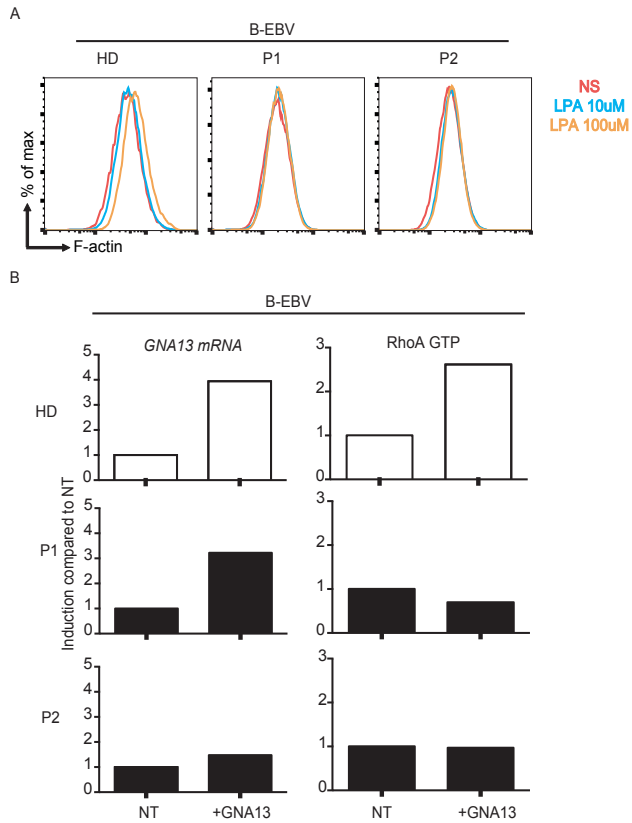 A
B-EBV
HD P1 P2
NS
LPA 10uM
LPA 100uM
% of max
F-actin
B
B-EBV
GNA13 mRNA RhoA GTP
HD
P1
P2
Induction compared to NT
5
4
3
2
1
0
3
2
1
0
5
4
3
2
1
0
3
2
1
0
5
4
3
2
1
0
3
2
1
0
NT +GNA13 NT +GNA13